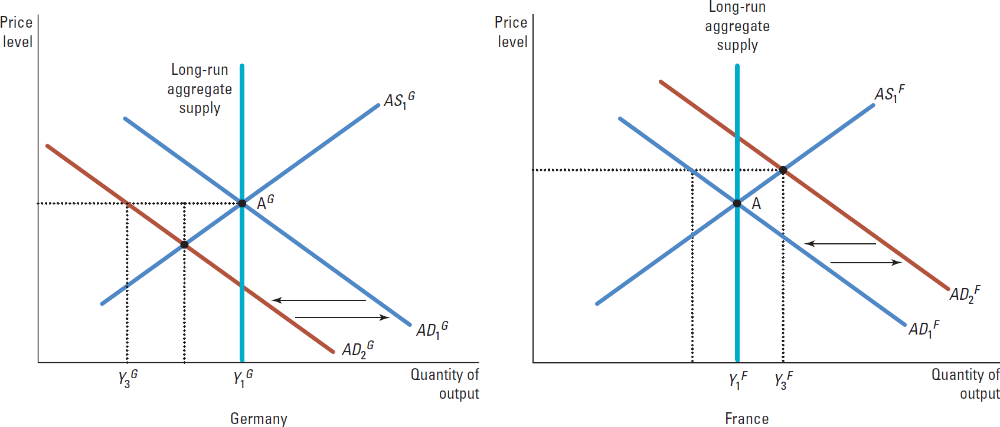 Price
level
Long-run
aggregate
supply
AS₁ᴳ
Aᴳ
AD₁ᴳ
AD₂ᴳ
Y₃ᴳ
Y₁ᴳ
Quantity of
output
Germany
Price
level
Long-run
aggregate
supply
AS₁ᶠ
A
AD₂ᶠ
AD₁ᶠ
Y₁ᶠ
Y₃ᶠ
Quantity of
output
France